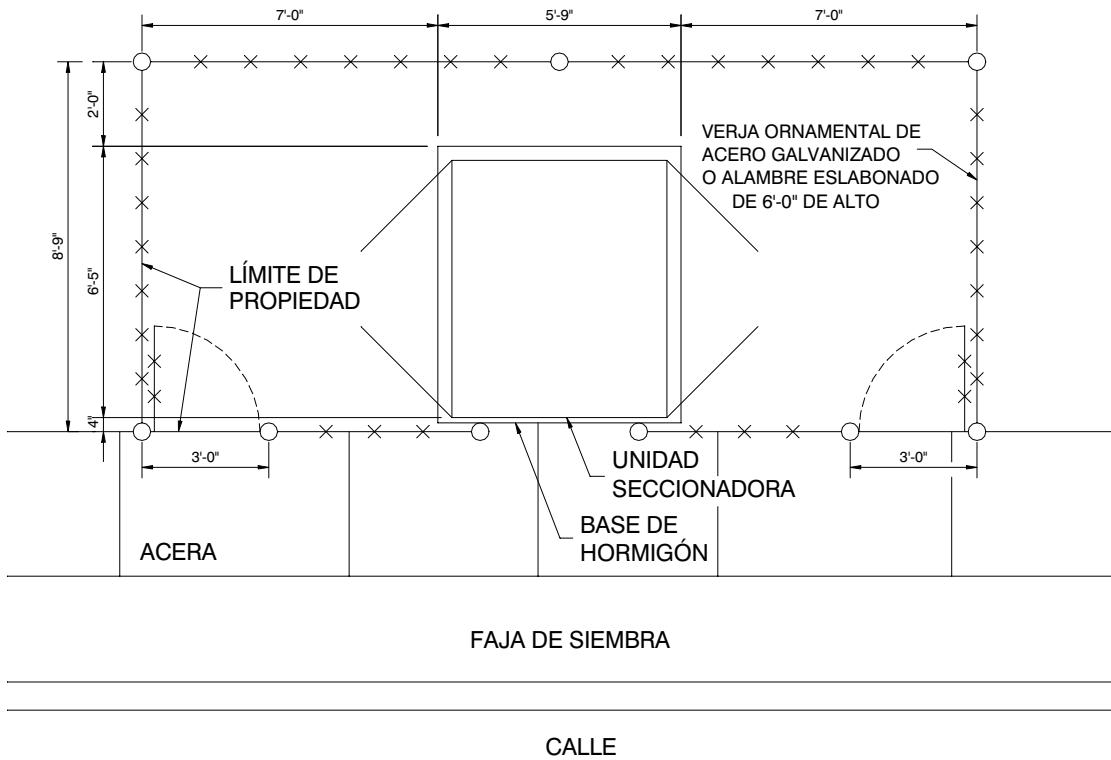 7'-0"
5'-9"
7'-0"
2'-0"
VERJA ORNAMENTAL DE
ACERO GALVANIZADO
O ALAMBRE ESLABONADO
DE 6'-0" DE ALTO
8'-9"
6'-5"
LÍMITE DE
PROPIEDAD
4"
3'-0"
3'-0"
UNIDAD
SECCIONADORA
BASE DE
HORMIGÓN
ACERA
FAJA DE SIEMBRA
CALLE